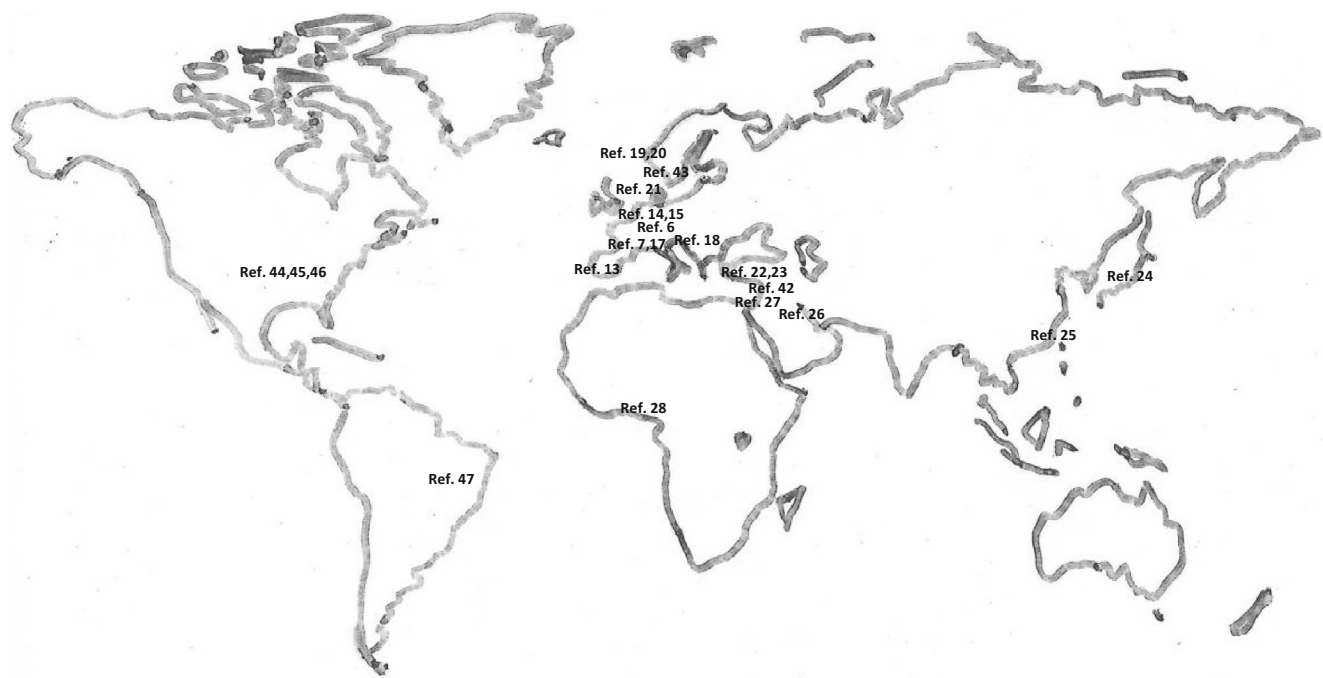 Ref. 19,20
Ref. 43
Ref. 21
Ref. 14,15
Ref. 6
Ref. 7,17
Ref. 18
Ref. 13
Ref. 22,23
Ref. 44,45,46
Ref. 24
Ref. 42
Ref. 27
Ref. 26
Ref. 25
Ref. 28
Ref. 47